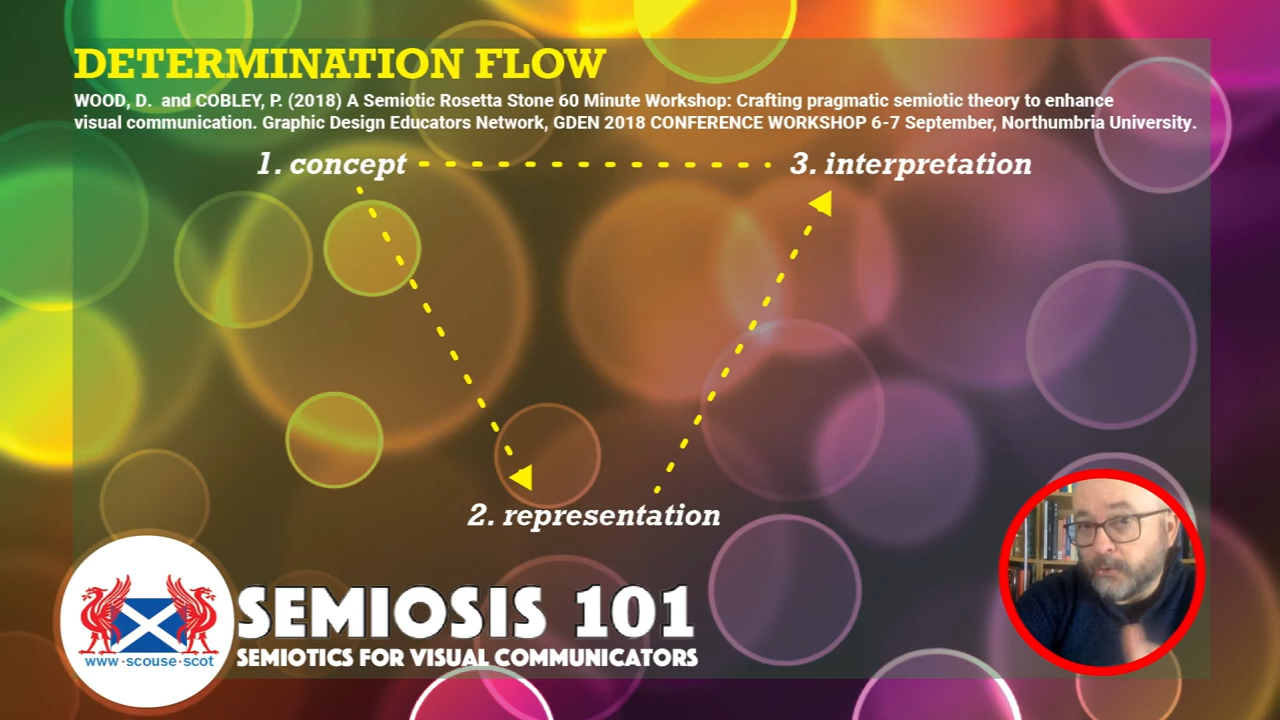 DETERMINATION FLOW
WOOD, D. and COBLEY, P. (2018) A Semiotic Rosetta Stone 60 Minute Workshop: Crafting pragmatic semiotic theory to enhance
visual communication. Graphic Design Educators Network, GDEN 2018 CONFERENCE WORKSHOP 6-7 September, Northumbria University.
1. concept
3. interpretation
2. representation
SEMIOSIS 101
SEMIOTICS FOR VISUAL COMMUNICATORS
www·scouse·scot